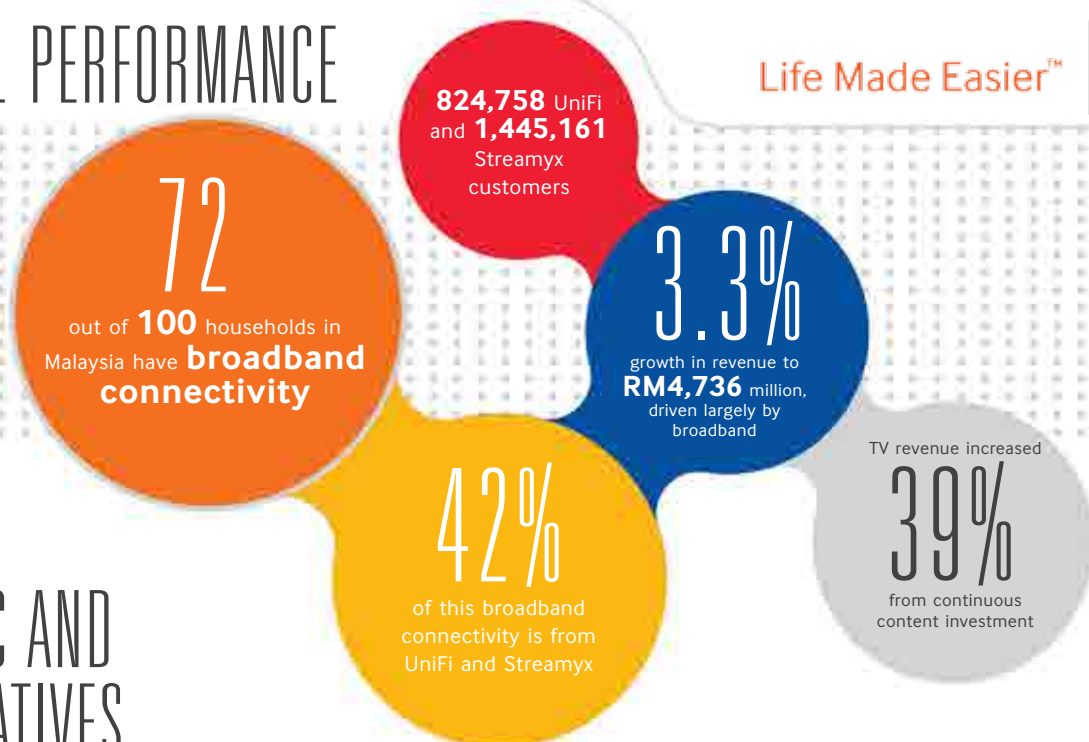 PERFORMANCE
Life Made Easier™
824,758 UniFi
and 1,445,161
Streamyx
customers
72
out of 100 households in
Malaysia have broadband
connectivity
3.3%
growth in revenue to
RM4,736 million,
driven largely by
broadband
42%
of this broadband
connectivity is from
UniFi and Streamyx
TV revenue increased
39%
from continuous
content investment
AND